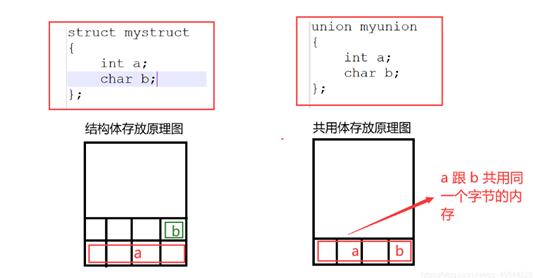 struct mystruct
{
int a;
char b;
};
union myunion
{
int a;
char b;
};
结构体存放原理图
共用体存放原理图
b
a
a
b
a 跟 b 共用同
一个字节的内
存